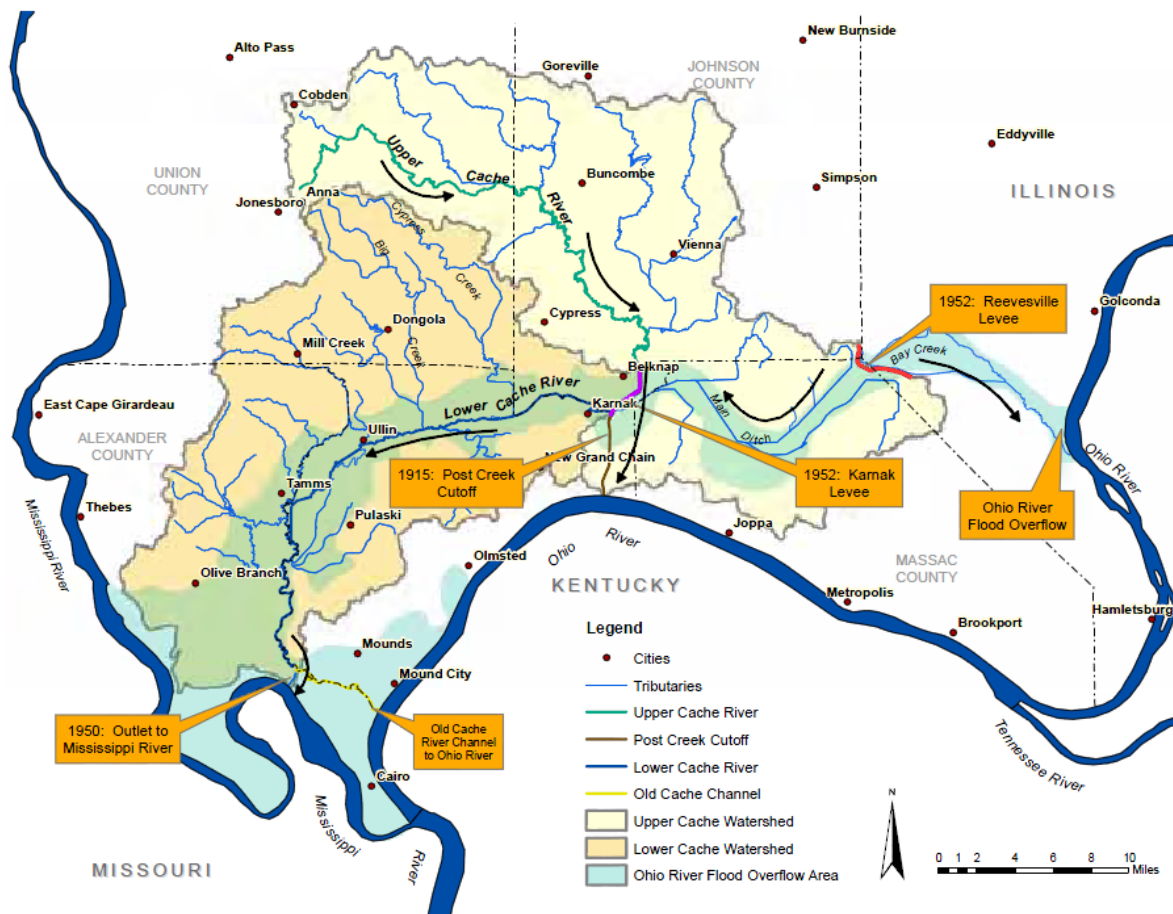 New Burnside
Alto Pass
Goreville
JOHNSON
COUNTY
Cobden
Eddyville
Upper
Cache
River
UNION
COUNTY
Buncombe
Simpson
ILLINOIS
Anna
Jonesboro
Cypress
Big
Creek
Creek
Vienna
1952: Reevesville
Levee
Golconda
Cypress
Dongola
Mill Creek
Bay Creek
Belknap
East Cape Girardeau
Lower Cache River
Karnak
Main
Ditch
ALEXANDER
COUNTY
Ullin
New Grand Chain
1915: Post Creek
Cutoff
1952: Karnak
Levee
Ohio River
Ohio River
Flood Overflow
Tamms
Thebes
Mississippi River
Pulaski
Joppa
Ohio River
Olmsted
Olive Branch
KENTUCKY
MASSAC
COUNTY
Metropolis
Hamletsburg
Brookport
Mounds
Mound City
1950: Outlet to
Mississippi River
Old Cache
River Channel
to Ohio River
Tennessee River
Cairo
Mississippi
River
MISSOURI
Legend
Cities
Tributaries
Upper Cache River
Post Creek Cutoff
Lower Cache River
Old Cache Channel
Upper Cache Watershed
Lower Cache Watershed
Ohio River Flood Overflow Area
N
0 1 2 4 6 8 10
Miles